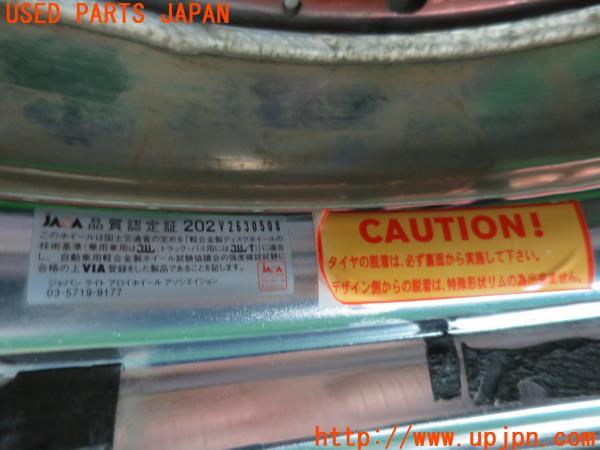 USED PARTS JAPAN
JAWA 品質認定証 202V2630508
このホイールは国土交通省の定める「軽合金製ディスクホイールの
技術基準(乗用車用はJWL、トラック・バス用にはJWL-T)に適合
し、自動車用軽合金製ホイール試験協議会の強度確認試験に
合格の上VIA登録をした製品であることを証します。
ジャパン ライト アロイホイール アソシエイション
03-5719-9177
CAUTION!
タイヤの脱着は、必ず裏面から実施して下さい。
デザイン側からの脱着は、特殊形状リムの為出来ません。
http://www.upjpn.com